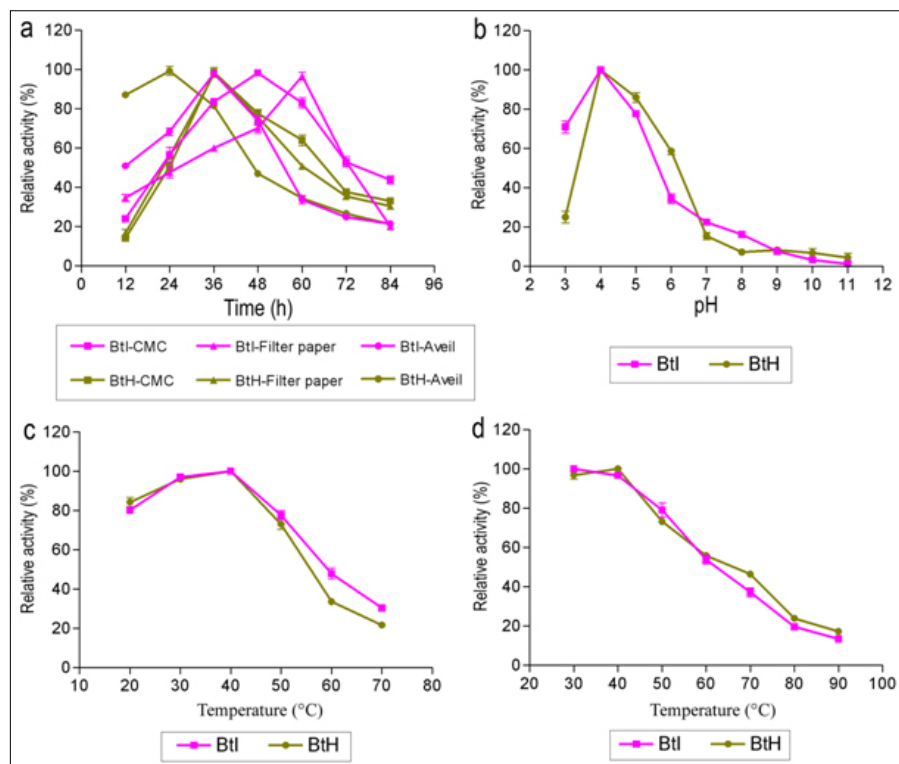 a
Relative activity (%)
120
100
80
60
40
20
0
0 12 24 36 48 60 72 84 96
Time (h)
BtI-CMC BtI-Filter paper BtI-Aveil
BtH-CMC BtH-Filter paper BtH-Aveil
b
Relative activity (%)
120
100
80
60
40
20
0
2 3 4 5 6 7 8 9 10 11 12
pH
BtI BtH
c
Relative activity (%)
120
100
80
60
40
20
0
10 20 30 40 50 60 70 80
Temperature (°C)
BtI BtH
d
Relative activity (%)
120
100
80
60
40
20
0
20 30 40 50 60 70 80 90 100
Temperature (°C)
BtI BtH